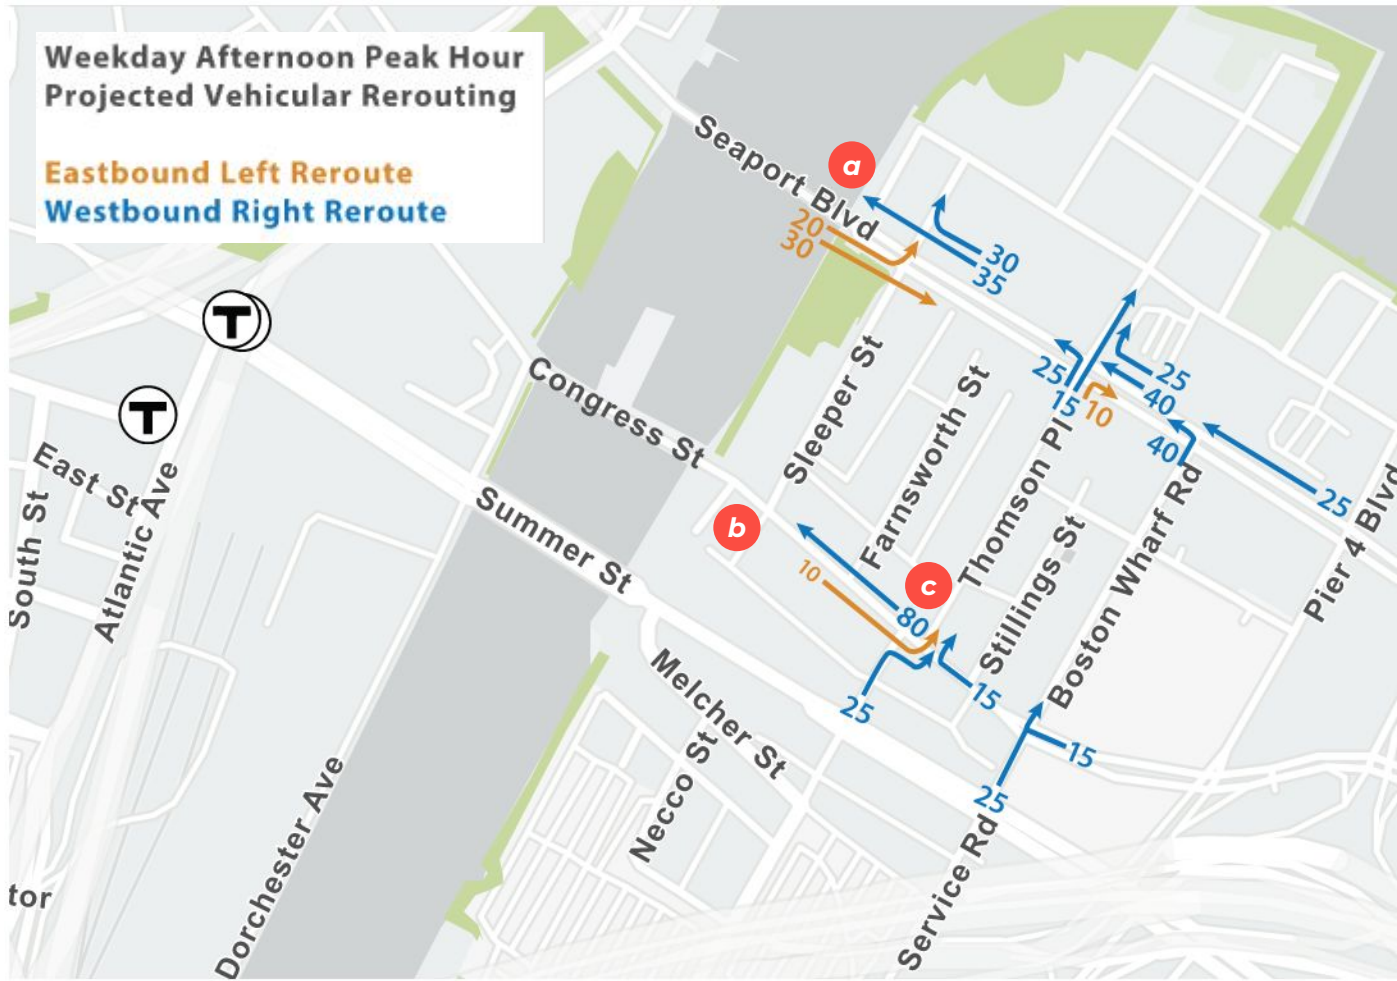 Weekday Afternoon Peak Hour
Projected Vehicular Rerouting
Eastbound Left Reroute
Westbound Right Reroute
Seaport Blvd
a
20
30
30
35
T
T
Congress St
Sleeper St
Farnsworth St
Thomson Pl
25
15
10
25
40
40
25
East St
South St
Atlantic Ave
Summer St
b
c
10
80
Stillings St
Boston Wharf Rd
Pier 4 Blvd
25
15
15
25
Melcher St
Necco St
Dorchester Ave
Service Rd
tor